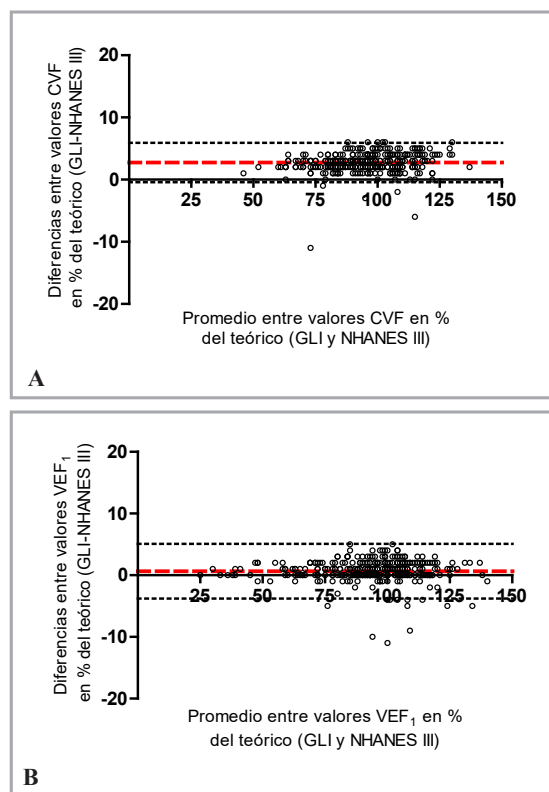 Diferencias entre valores CVF
en % del teórico (GLI-NHANES III)
20
10
0
-10
-20
25
50
75
100
125
150
Promedio entre valores CVF en %
del teórico (GLI y NHANES III)
A
Diferencias entre valores VEF₁
en % del teórico (GLI-NHANES III)
20
10
0
-10
-20
25
50
75
100
125
150
Promedio entre valores VEF₁ en %
del teórico (GLI y NHANES III)
B